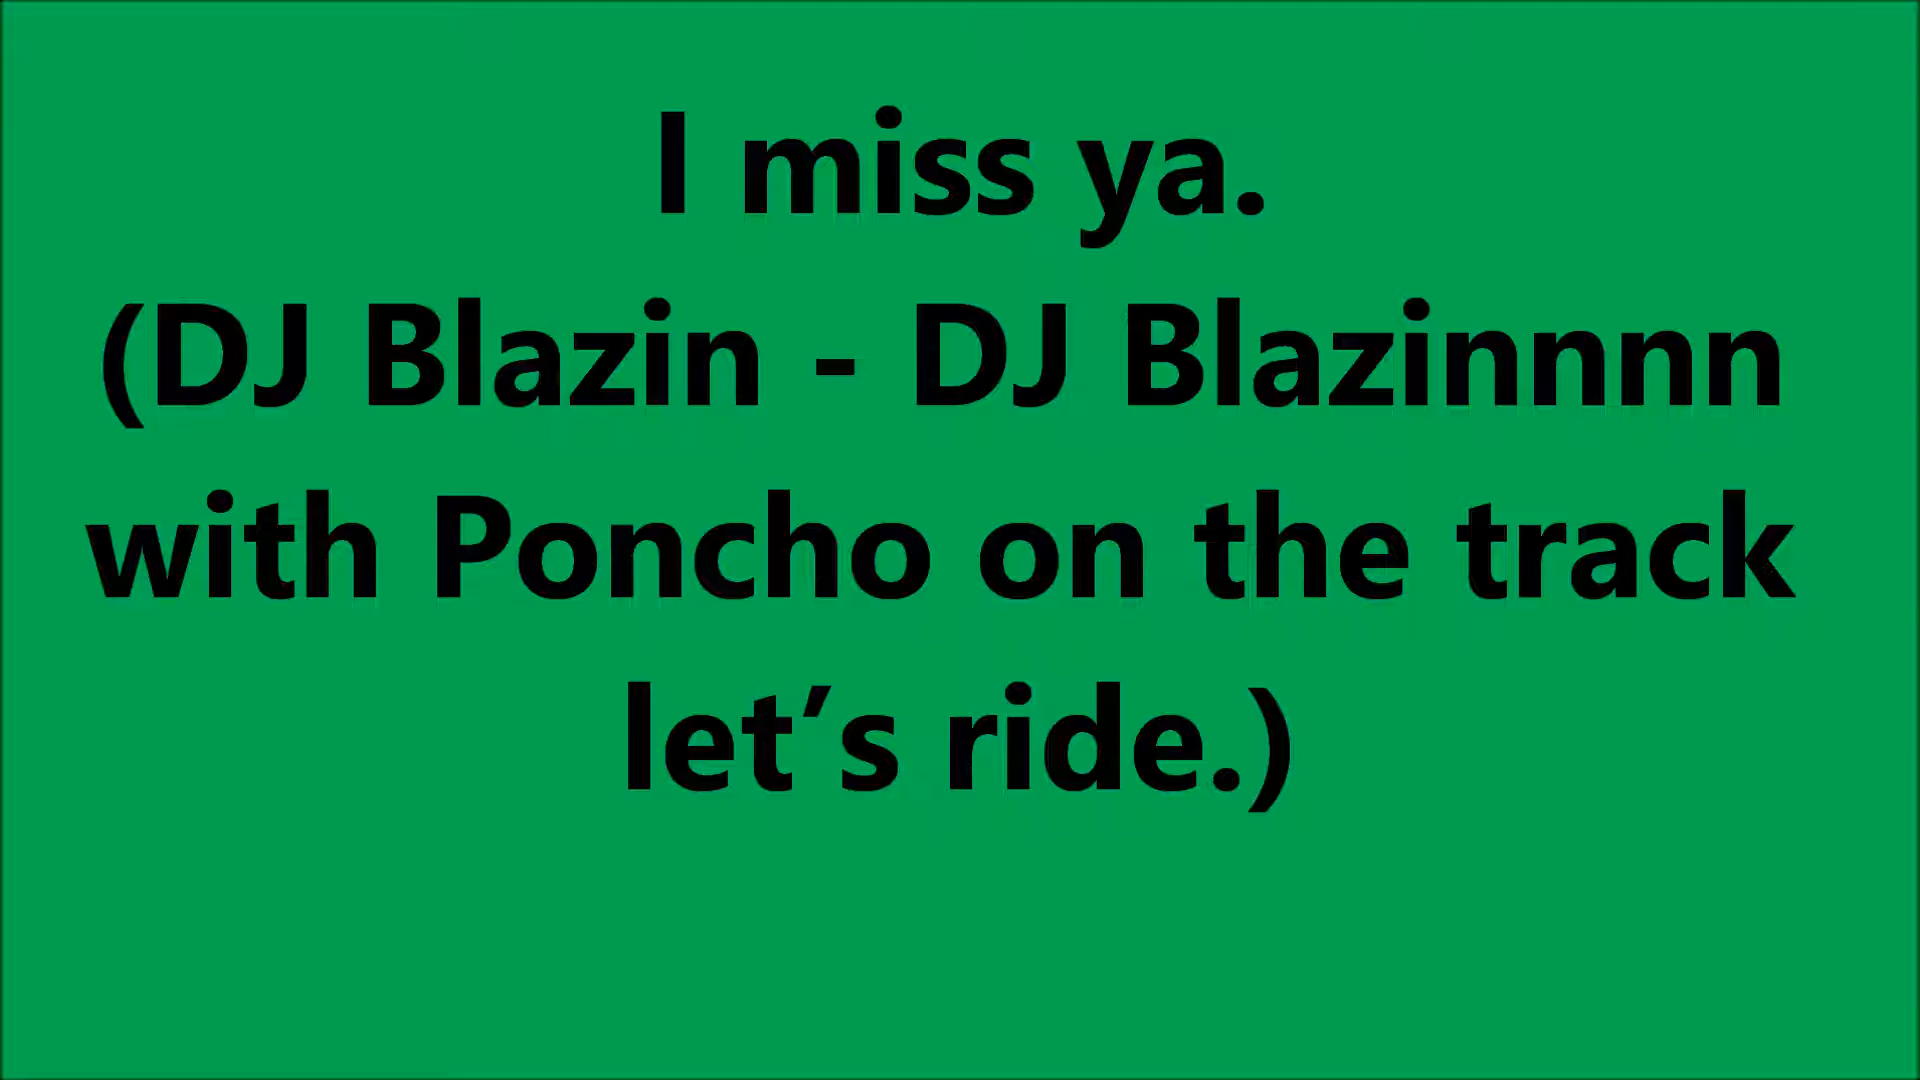 I miss ya.
(DJ Blazin - DJ Blazinnnn
with Poncho on the track
let’s ride.)